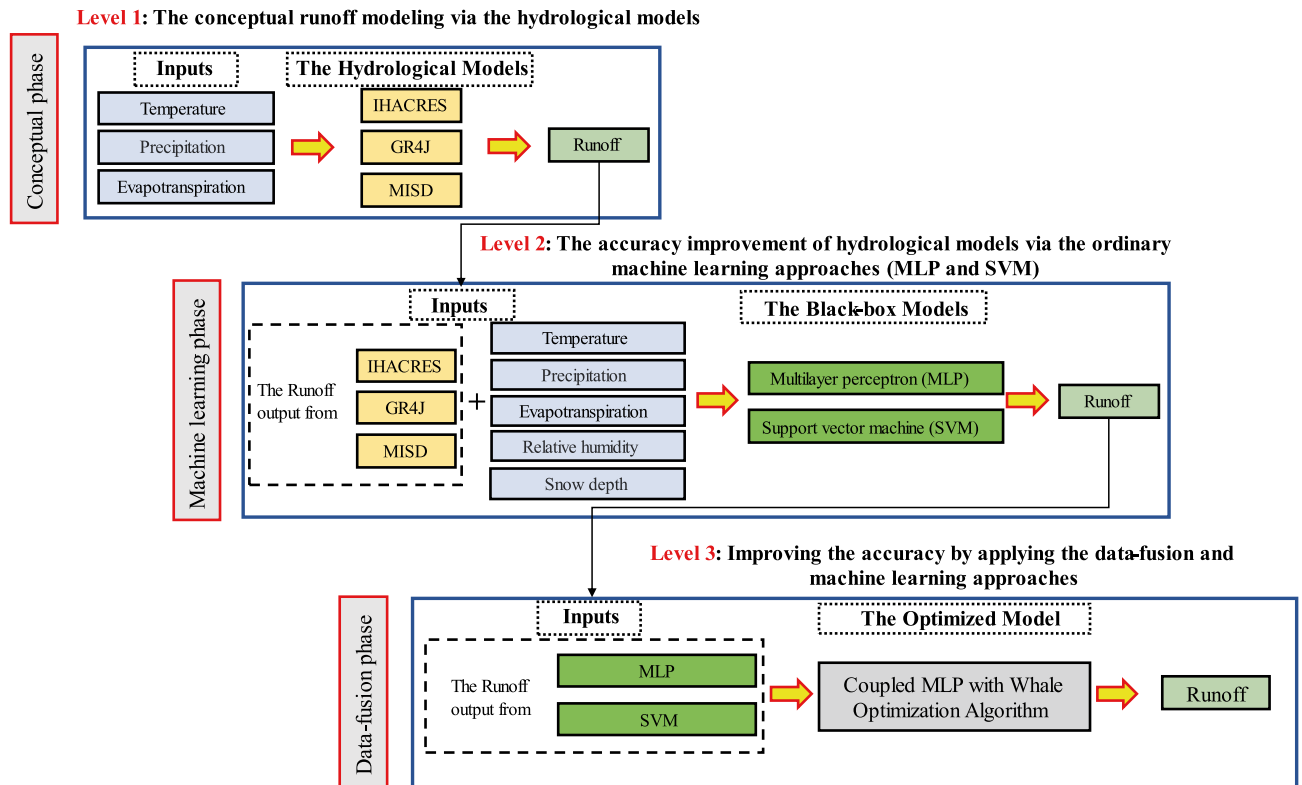 Level 1: The conceptual runoff modeling via the hydrological models
Conceptual phase
Inputs
The Hydrological Models
Temperature
Precipitation
Evapotranspiration
IHACRES
GR4J
MISD
Runoff
Level 2: The accuracy improvement of hydrological models via the ordinary
machine learning approaches (MLP and SVM)
Machine learning phase
Inputs
The Black-box Models
The Runoff
output from
IHACRES
GR4J
MISD
+
Temperature
Precipitation
Evapotranspiration
Relative humidity
Snow depth
Multilayer perceptron (MLP)
Support vector machine (SVM)
Runoff
Level 3: Improving the accuracy by applying the data-fusion and
machine learning approaches
Data-fusion phase
Inputs
The Optimized Model
The Runoff
output from
MLP
SVM
Coupled MLP with Whale
Optimization Algorithm
Runoff